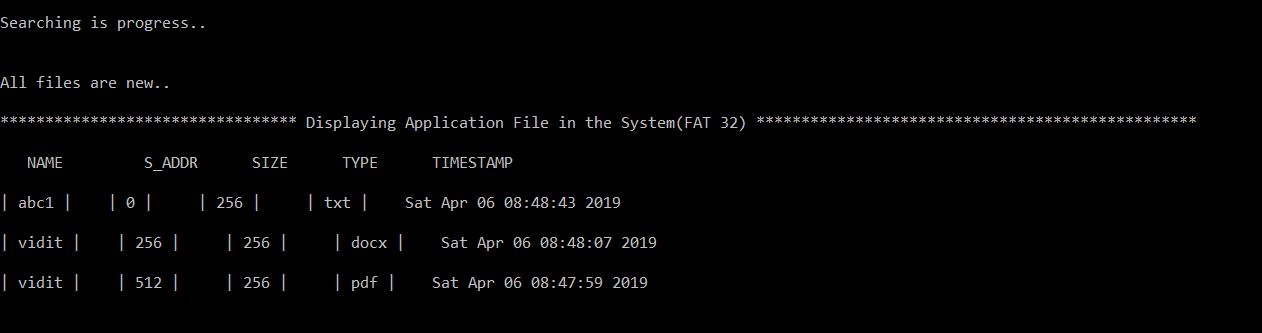 Searching is progress..
All files are new..
********************************* Displaying Application File in the System(FAT 32) *************************************************
NAME S_ADDR SIZE TYPE TIMESTAMP
| abc1 | | 0 | | 256 | | txt | Sat Apr 06 08:48:43 2019
| vidit | | 256 | | 256 | | docx | Sat Apr 06 08:48:07 2019
| vidit | | 512 | | 256 | | pdf | Sat Apr 06 08:47:59 2019